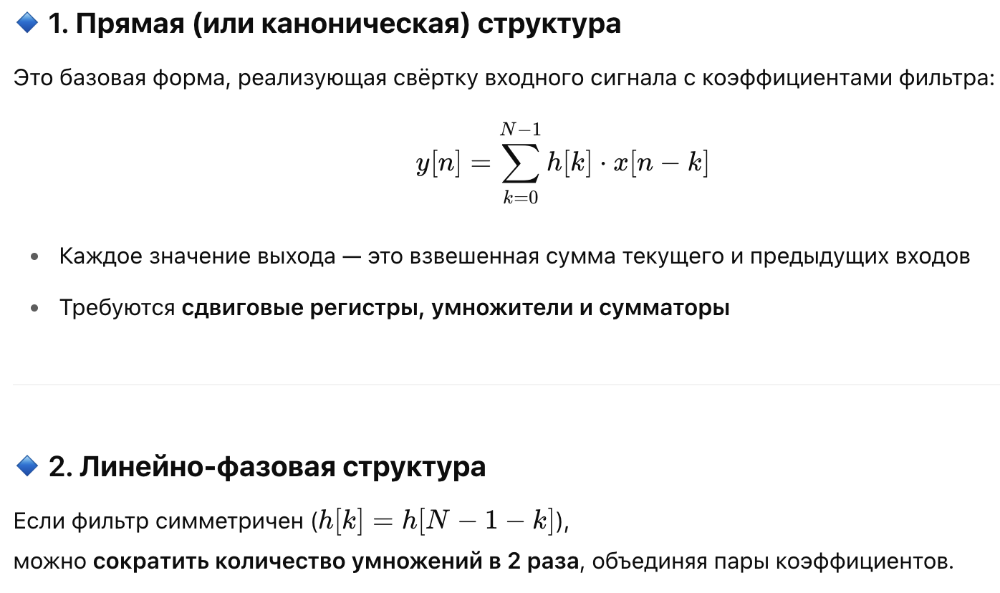 🔷 1. Прямая (или каноническая) структура
Это базовая форма, реализующая свёртку входного сигнала с коэффициентами фильтра:
y[n] = \sum_{k=0}^{N-1} h[k] · x[n − k]
• Каждое значение выхода — это взвешенная сумма текущего и предыдущих входов
• Требуются сдвиговые регистры, умножители и сумматоры
🔷 2. Линейно-фазовая структура
Если фильтр симметричен (h[k] = h[N − 1 − k]),
можно сократить количество умножений в 2 раза, объединяя пары коэффициентов.